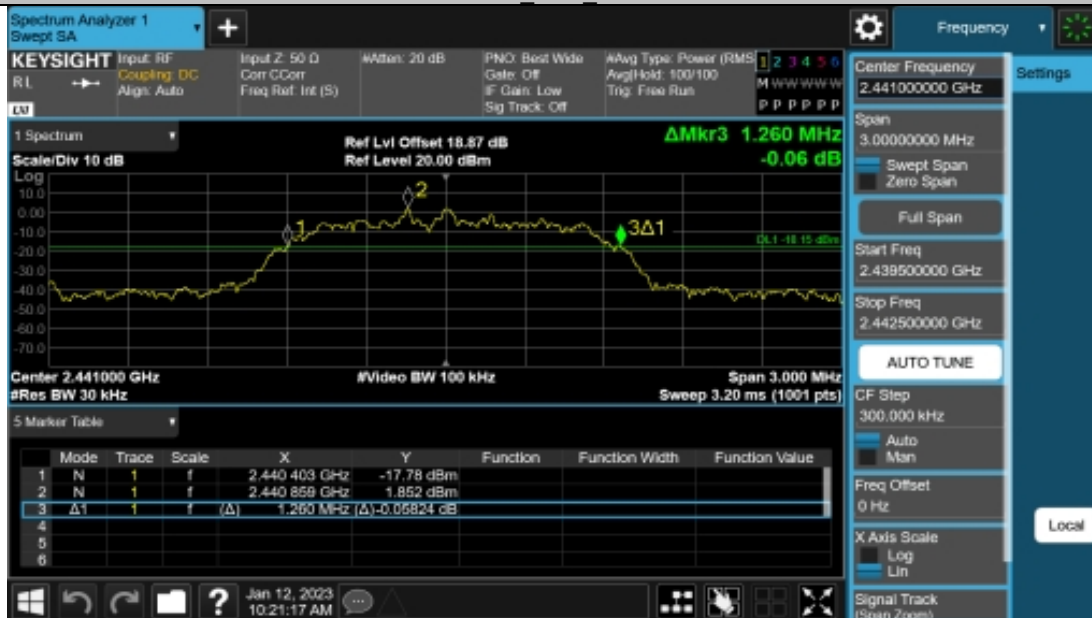 Spectrum Analyzer 1
Swept SA
+
Frequency
KEYSIGHT
RL
LXI
Input: RF
Coupling: DC
Align: Auto
Input Z: 50 Ω
Corr CCorr
Freq Ref: Int (S)
#Atten: 20 dB
PNO: Best Wide
Gate: Off
IF Gain: Low
Sig Track: Off
#Avg Type: Power (RMS
Avg|Hold: 100/100
Trig: Free Run
1 2 3 4 5 6
M W W W W W
P P P P P P
Center Frequency
2.441000000 GHz
Settings
Span
3.00000000 MHz
Swept Span
Zero Span
Full Span
Start Freq
2.439500000 GHz
Stop Freq
2.442500000 GHz
AUTO TUNE
CF Step
300.000 kHz
Auto
Man
Freq Offset
0 Hz
X Axis Scale
Log
Lin
Signal Track
(Span Zoom)
Local
1 Spectrum
Scale/Div 10 dB
Ref Lvl Offset 18.87 dB
Ref Level 20.00 dBm
ΔMkr3 1.260 MHz
-0.06 dB
Log
10.0
0.00
-10.0
-20.0
-30.0
-40.0
-50.0
-60.0
-70.0
1
2
3Δ1
DL1 -18.15 dBm
Center 2.441000 GHz
#Video BW 100 kHz
Span 3.000 MHz
#Res BW 30 kHz
Sweep 3.20 ms (1001 pts)
5 Marker Table
Mode Trace Scale X Y Function Function Width Function Value
1 N 1 f 2.440 403 GHz -17.78 dBm
2 N 1 f 2.440 859 GHz 1.852 dBm
3 Δ1 1 f (Δ) 1.260 MHz (Δ) -0.05824 dB
4
5
6
?
Jan 12, 2023
10:21:17 AM